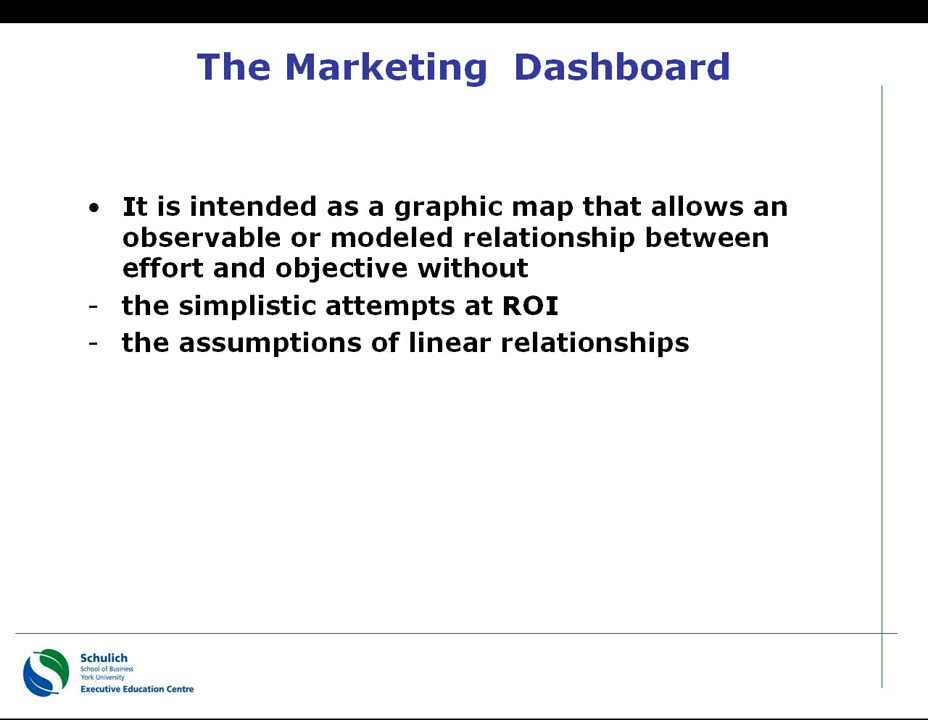 The Marketing Dashboard
• It is intended as a graphic map that allows an
observable or modeled relationship between
effort and objective without
- the simplistic attempts at ROI
- the assumptions of linear relationships
Schulich
School of Business
York University
Executive Education Centre